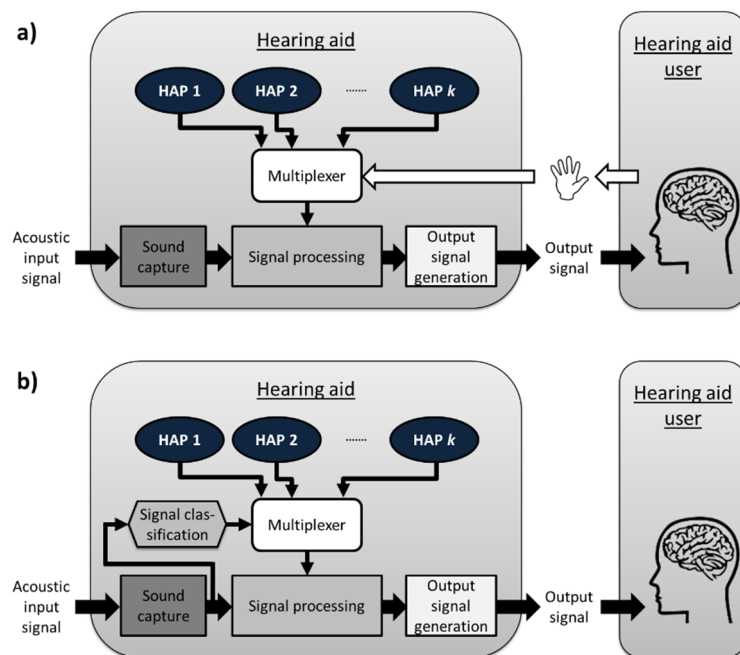 a)
Hearing aid
Hearing aid
user
HAP 1
HAP 2
.......
HAP k
Multiplexer
Acoustic
input
signal
Sound
capture
Signal processing
Output
signal
generation
Output
signal
b)
Hearing aid
Hearing aid
user
HAP 1
HAP 2
.......
HAP k
Signal clas-
sification
Multiplexer
Acoustic
input
signal
Sound
capture
Signal processing
Output
signal
generation
Output
signal